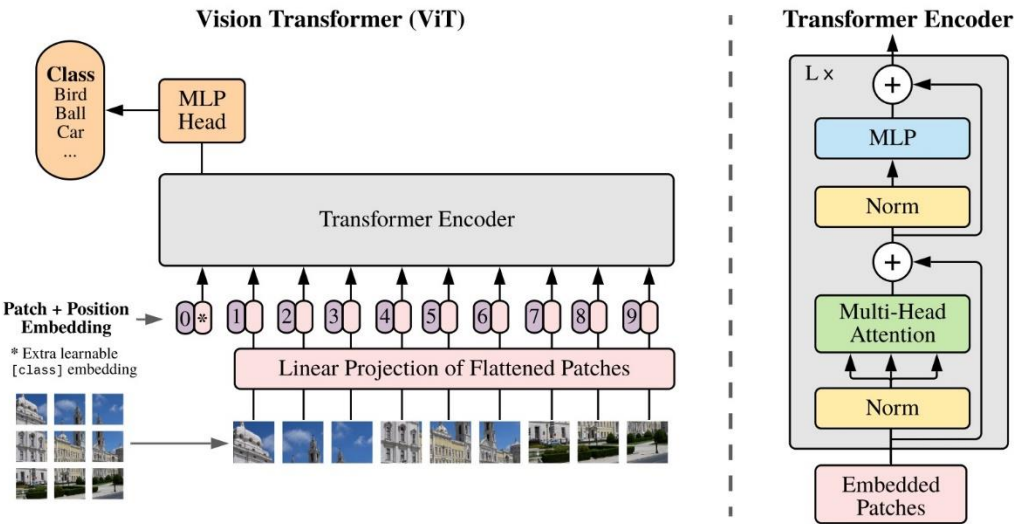 Vision Transformer (ViT)
Class
Bird
Ball
Car
...
MLP
Head
Transformer Encoder
Patch + Position
Embedding
0 * 1 2 3 4 5 6 7 8 9
* Extra learnable
[class] embedding
Linear Projection of Flattened Patches
Transformer Encoder
L x
+
MLP
Norm
+
Multi-Head
Attention
Norm
Embedded
Patches